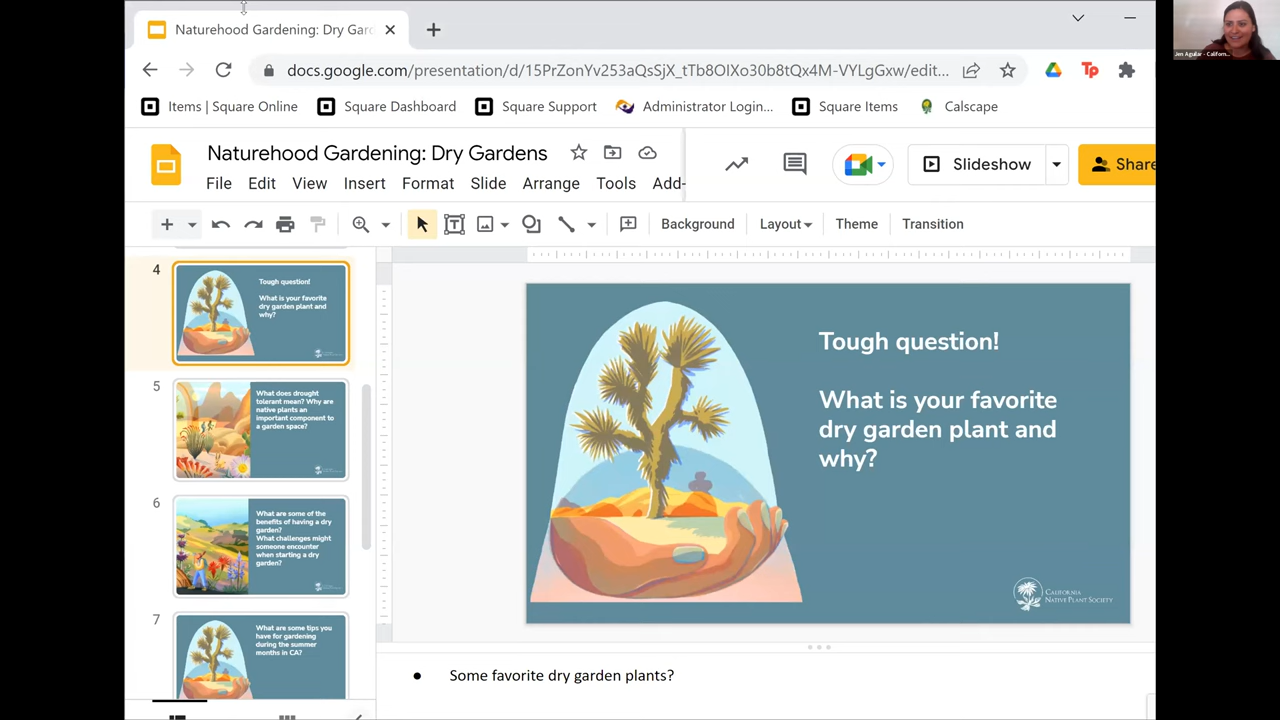 Naturehood Gardening: Dry Gar
docs.google.com/presentation/d/15PrZonYv253aQsSjX_tTb8OlXo30b8tQx4M-VYLgGxw/edit...
Items | Square Online
Square Dashboard
Square Support
Administrator Login...
Square Items
Calscape
Jen Aguilar - Californ...
Naturehood Gardening: Dry Gardens
File Edit View Insert Format Slide Arrange Tools Add-
Slideshow
Share
Background Layout Theme Transition
4
Tough question!
What is your favorite
dry garden plant and
why?
5
What does drought
tolerant mean? Why are
native plants an
important component to
a garden space?
6
What are some of the
benefits of having a dry
garden?
What challenges might
someone encounter
when starting a dry
garden?
7
What are some tips you
have for gardening
during the summer
months in CA?
Tough question!
What is your favorite
dry garden plant and
why?
CALIFORNIA
NATIVE PLANT SOCIETY
● Some favorite dry garden plants?